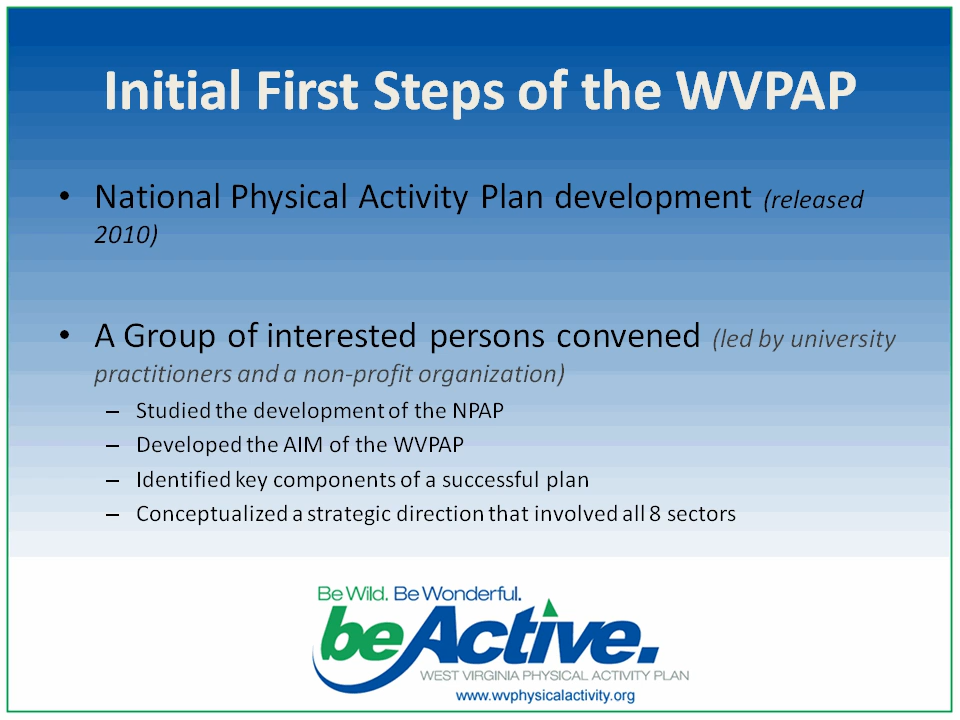 Initial First Steps of the WVPAP
• National Physical Activity Plan development (released
2010)
• A Group of interested persons convened (led by university
practitioners and a non-profit organization)
– Studied the development of the NPAP
– Developed the AIM of the WVPAP
– Identified key components of a successful plan
– Conceptualized a strategic direction that involved all 8 sectors
Be Wild. Be Wonderful.
beActive.
WEST VIRGINIA PHYSICAL ACTIVITY PLAN
www.wvphysicalactivity.org